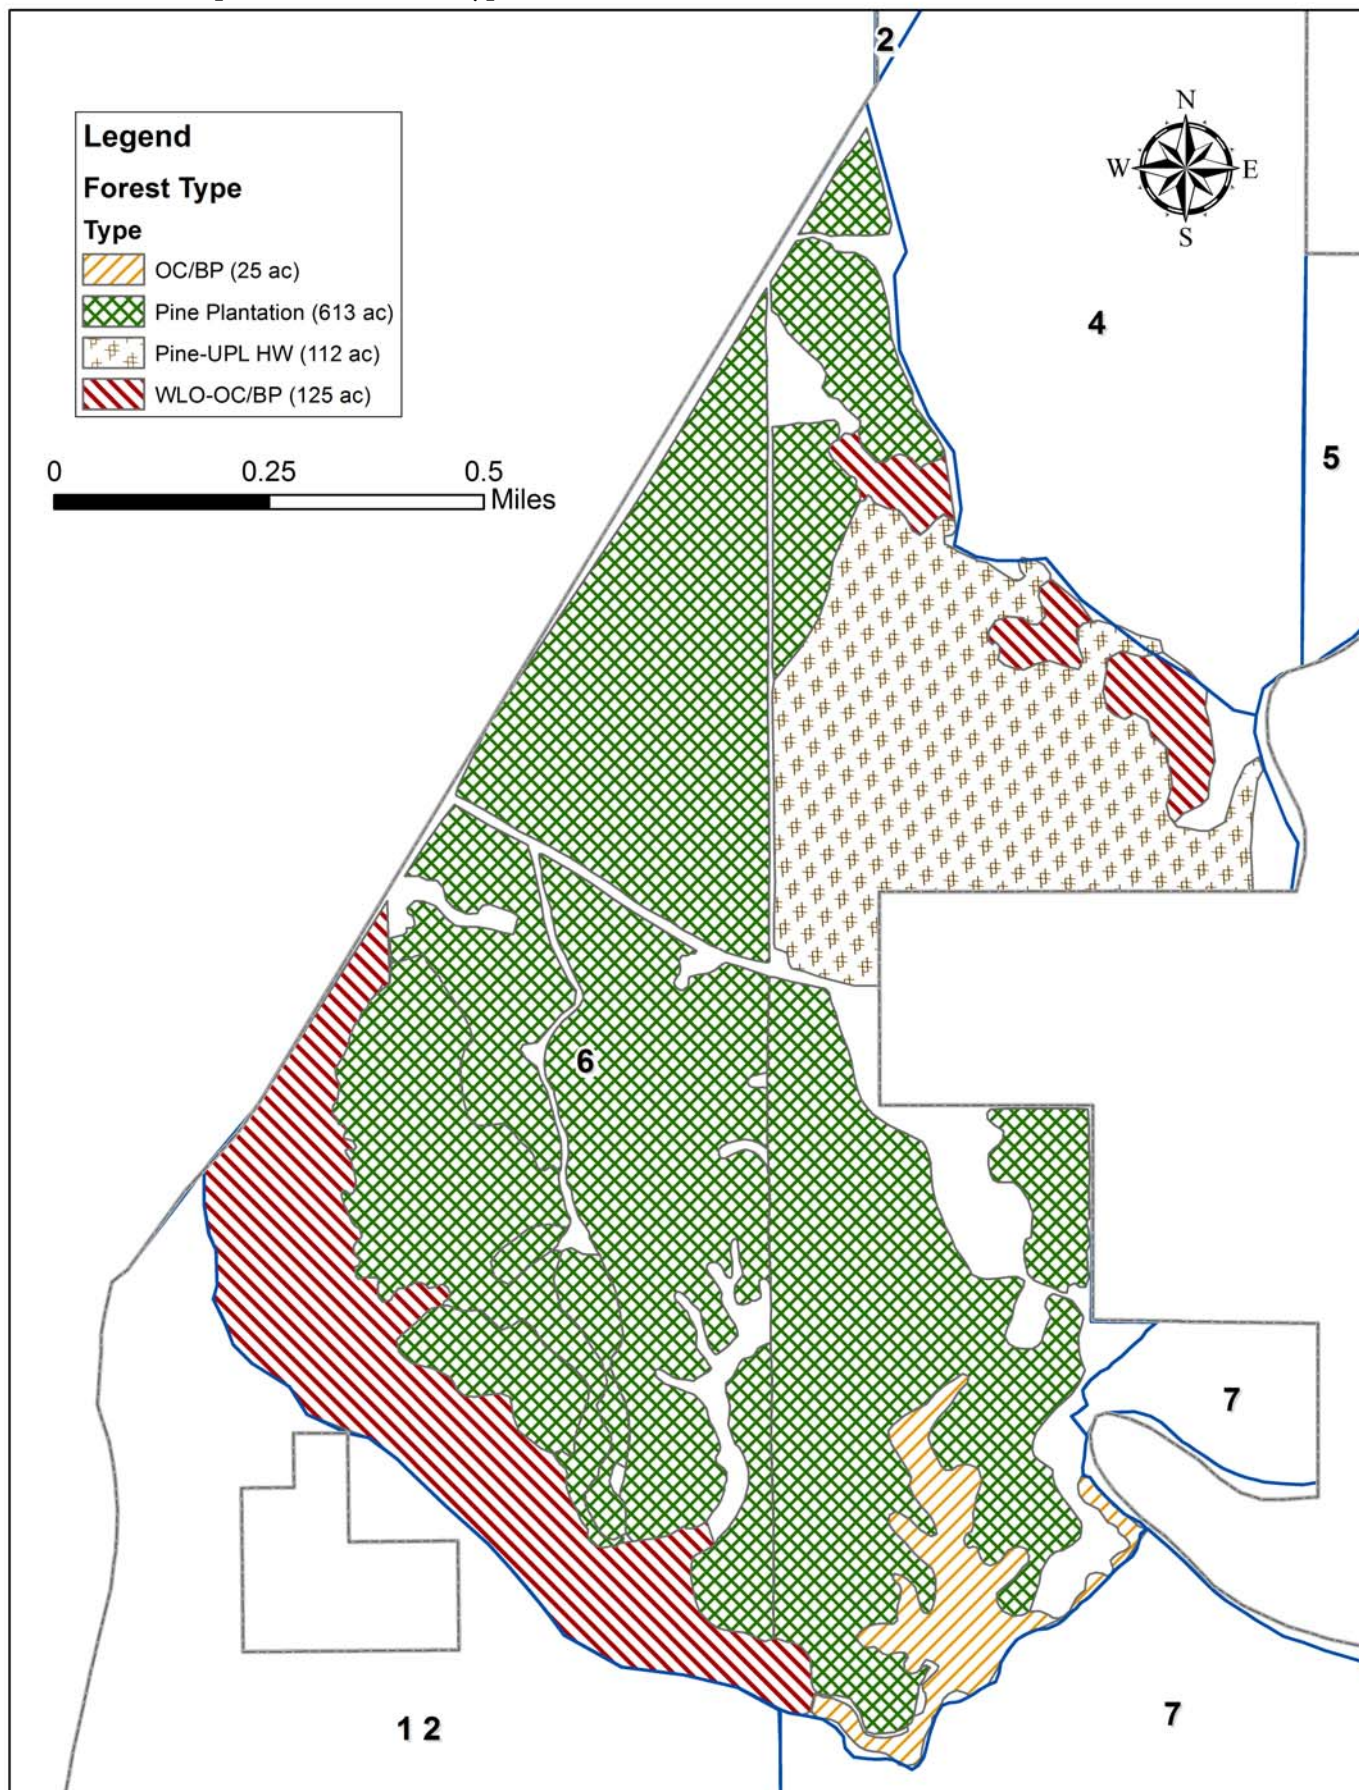 2
Legend
Forest Type
Type
OC/BP (25 ac)
Pine Plantation (613 ac)
Pine-UPL HW (112 ac)
WLO-OC/BP (125 ac)
N
W
E
S
4
0
0.25
0.5
Miles
5
6
7
7
1 2